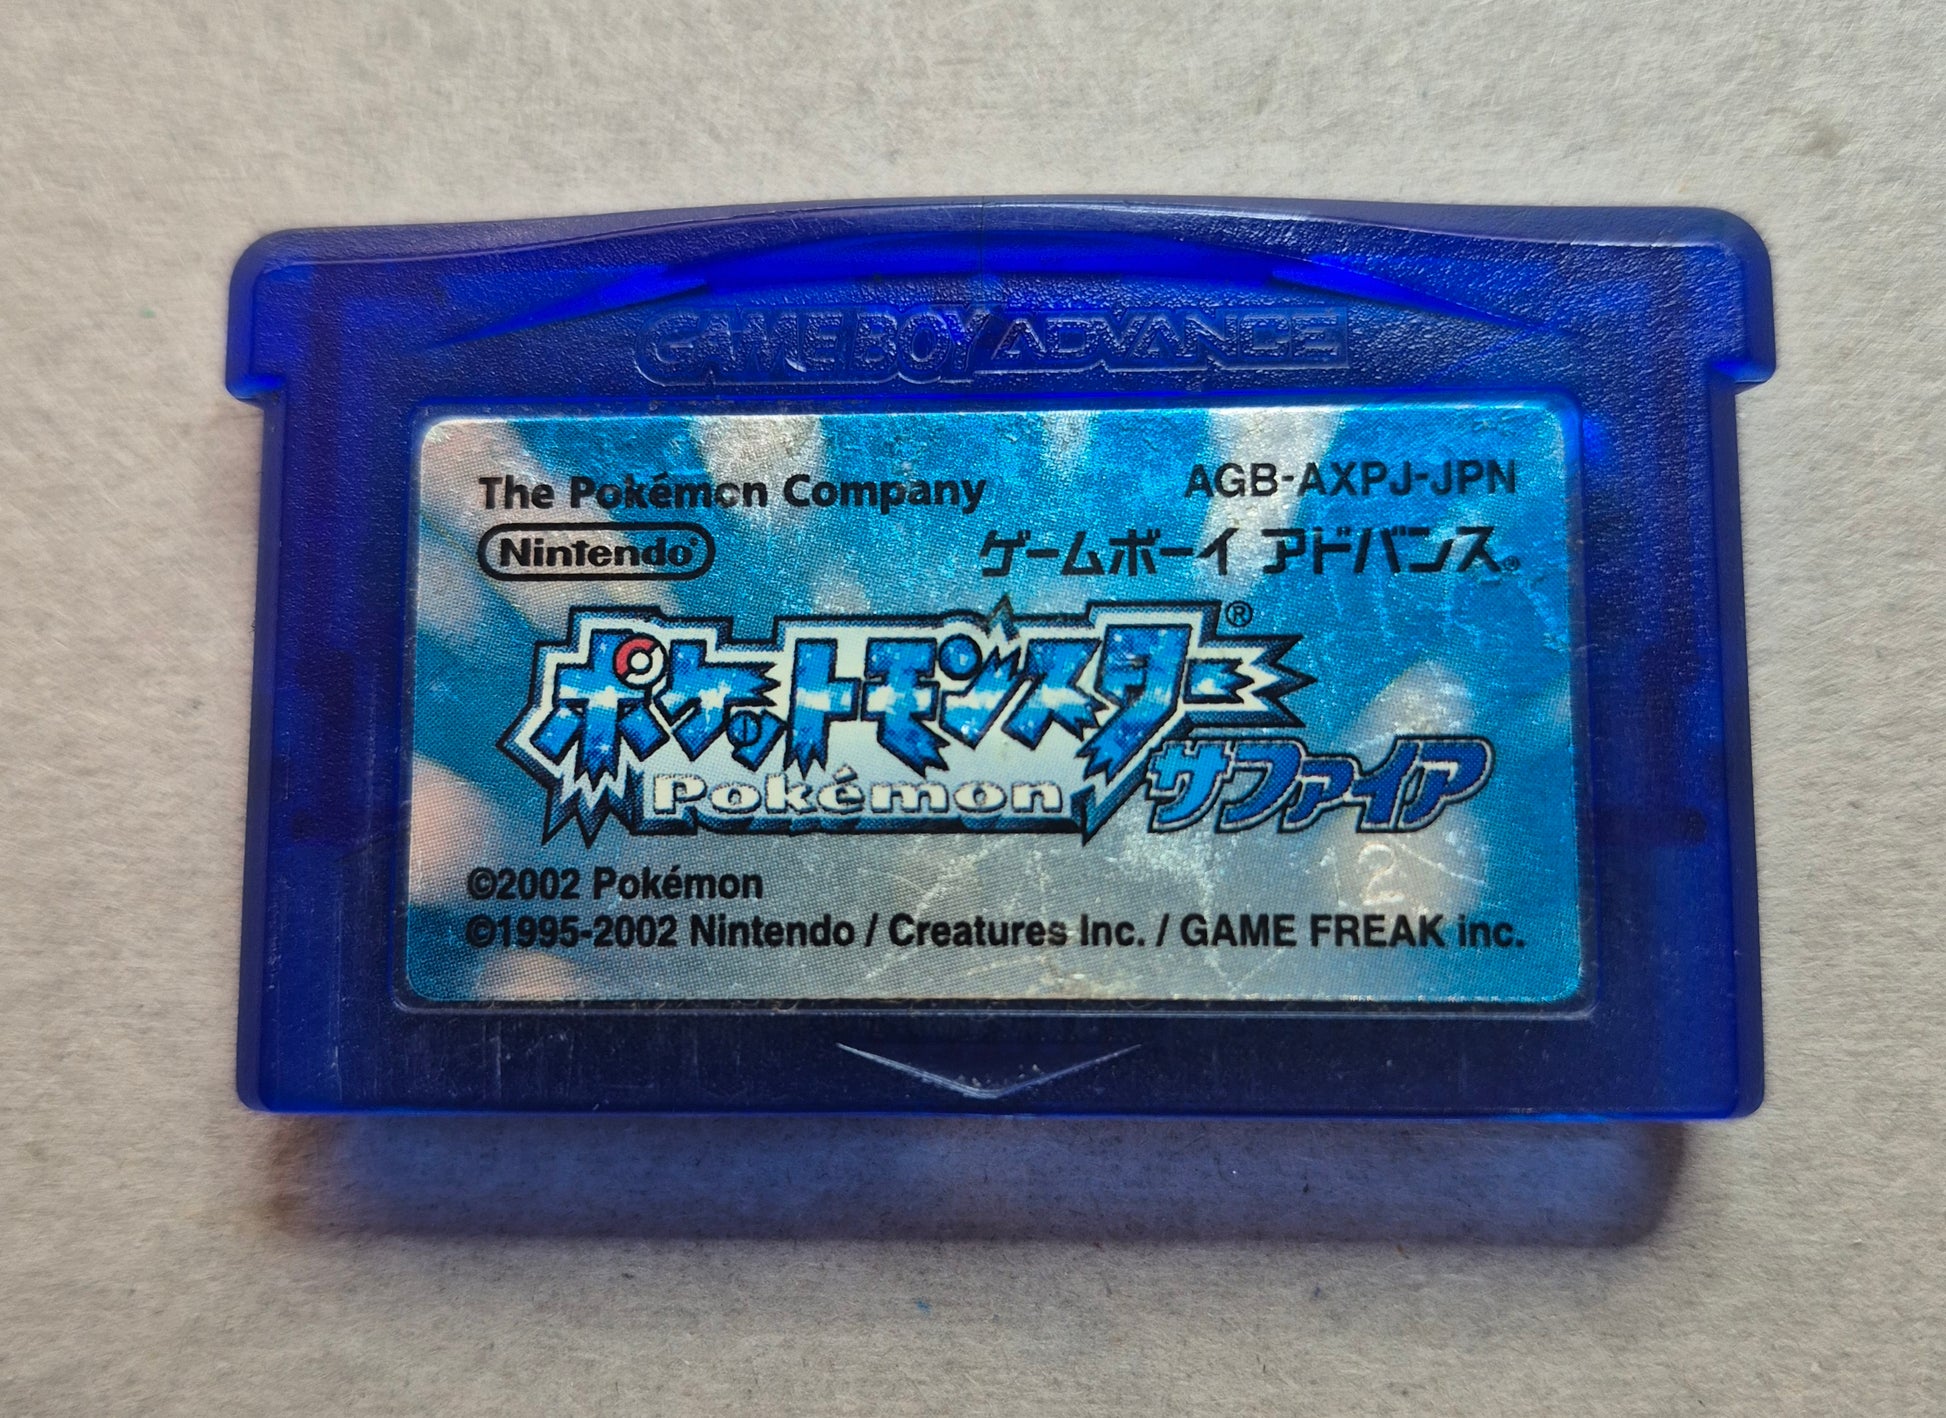 GAME BOY ADVANCE
The Pokémon Company
AGB-AXPJ-JPN
Nintendo®
ゲームボーイ アドバンス®
ポケットモンスター®
Pokémon
サファイア
2
©2002 Pokémon
©1995-2002 Nintendo / Creatures Inc. / GAME FREAK inc.